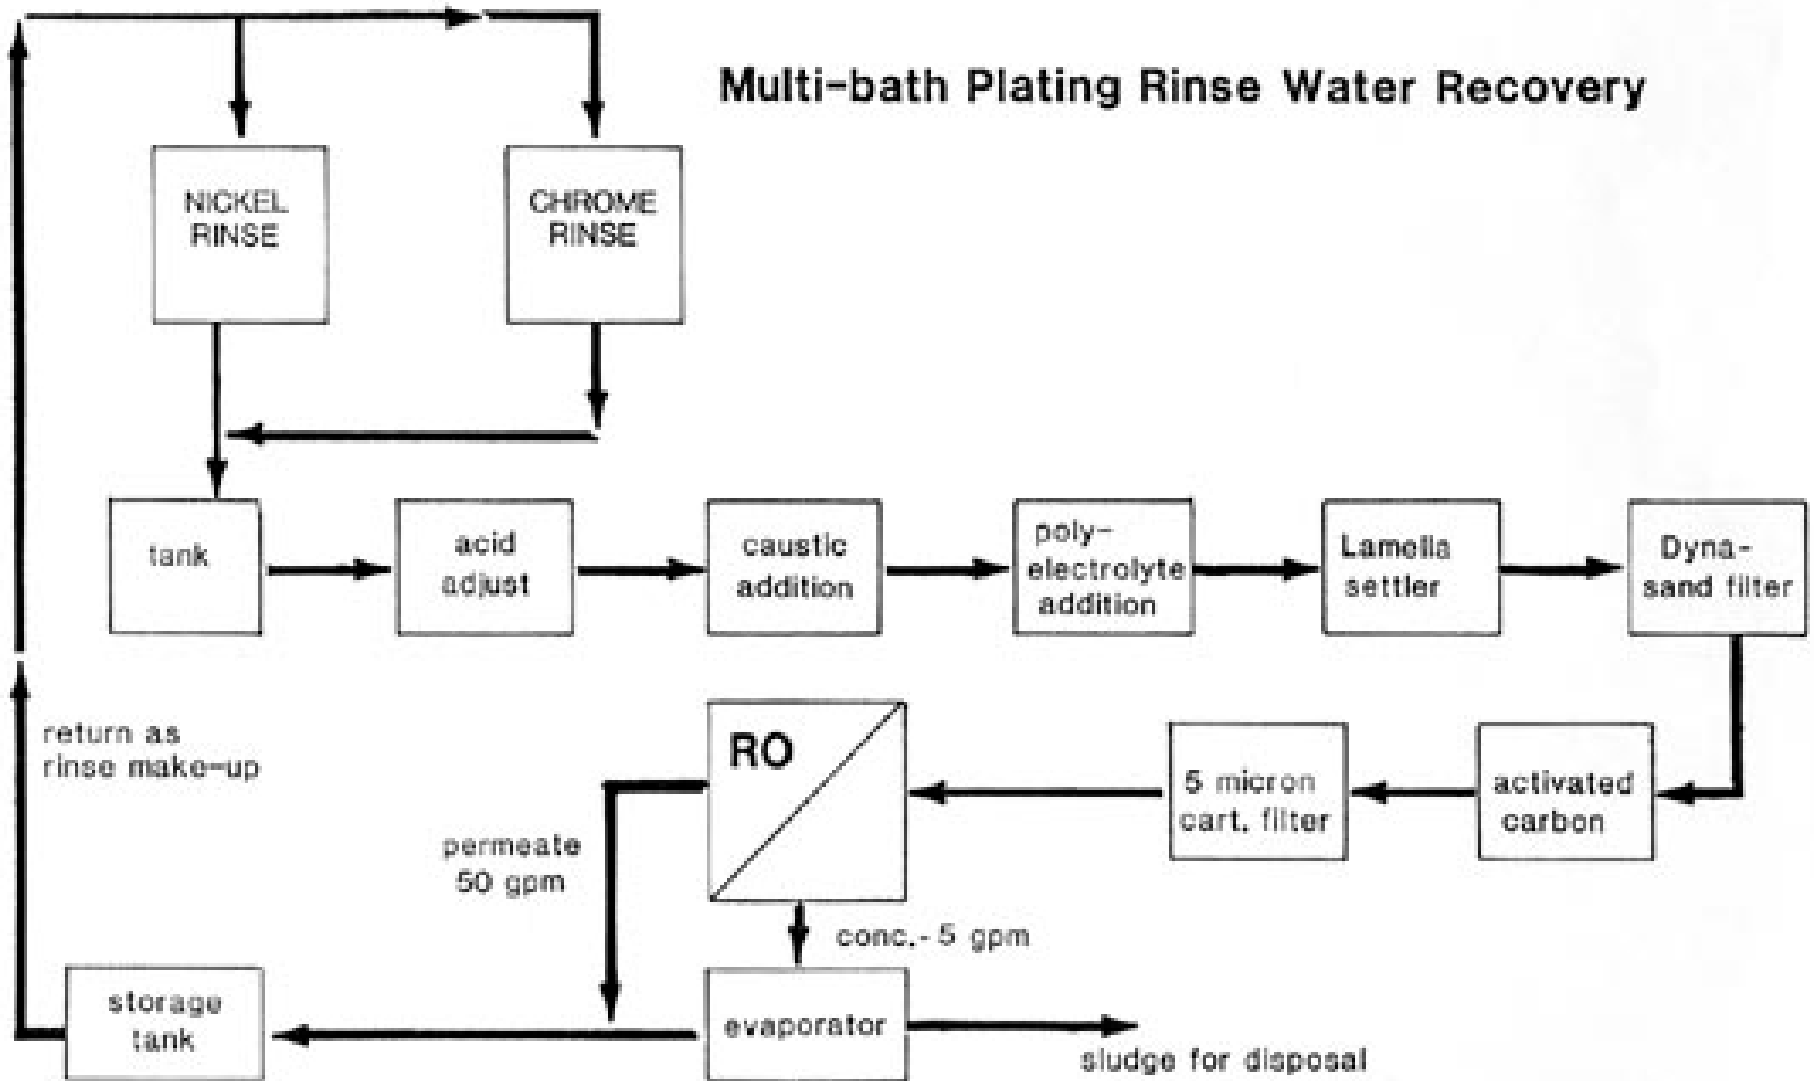 Multi-bath Plating Rinse Water Recovery
NICKEL
RINSE
CHROME
RINSE
tank
acid
adjust
caustic
addition
poly-
electrolyte
addition
Lamella
settler
Dyna-
sand filter
return as
rinse make-up
RO
5 micron
cart. filter
activated
carbon
permeate
50 gpm
conc.- 5 gpm
storage
tank
evaporator
sludge for disposal